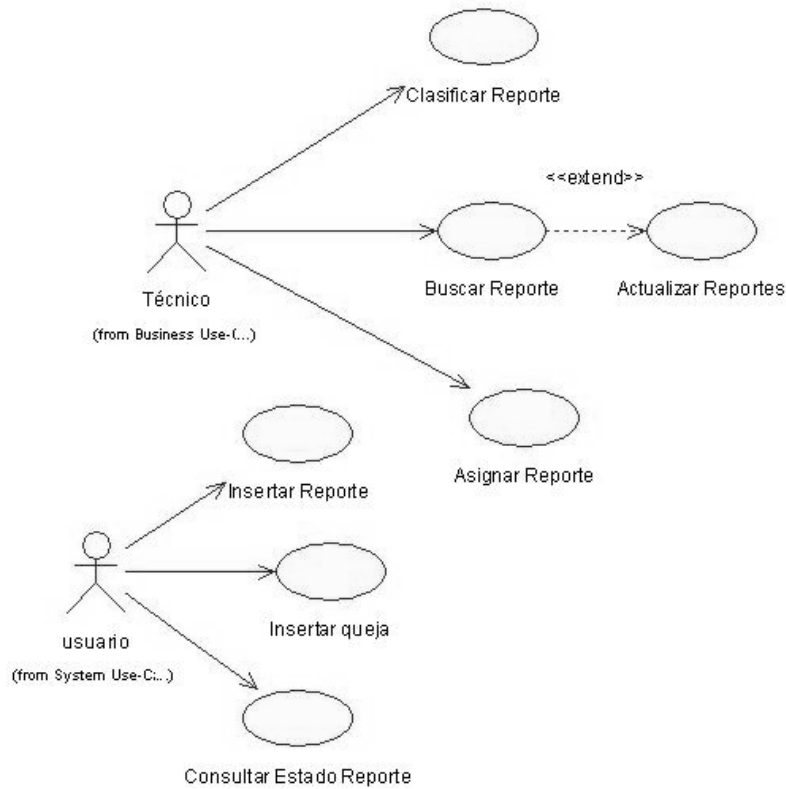 Clasificar Reporte
<<extend>>
Buscar Reporte
Actualizar Reportes
Técnico
(from Business Use-(...)
Asignar Reporte
Insertar Reporte
Insertar queja
usuario
(from System Use-C:...)
Consultar Estado Reporte